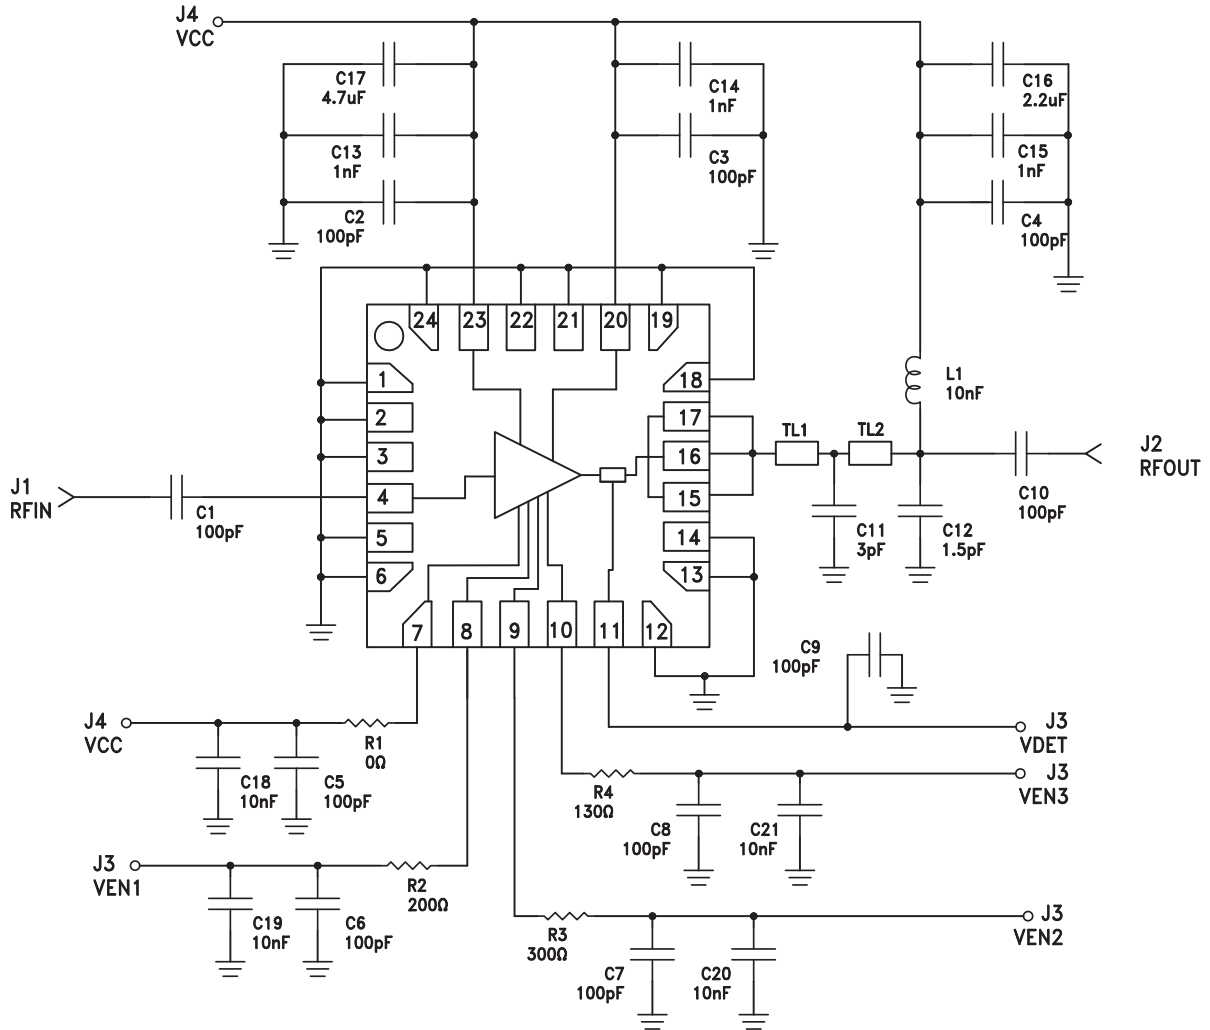 J4
VCC
C17
4.7uF
C14
1nF
C16
2.2uF
C13
1nF
C3
100pF
C15
1nF
C2
100pF
C4
100pF
24
23
22
21
20
19
1
2
3
4
5
6
18
17
16
15
14
13
7
8
9
10
11
12
L1
10nF
TL1
TL2
J1
RFIN
C1
100pF
J2
RFOUT
C10
100pF
C11
3pF
C12
1.5pF
C9
100pF
J4
VCC
R1
0Ω
C18
10nF
C5
100pF
J3
VDET
J3
VEN3
R4
130Ω
C8
100pF
C21
10nF
J3
VEN1
R2
200Ω
C19
10nF
C6
100pF
J3
VEN2
R3
300Ω
C7
100pF
C20
10nF